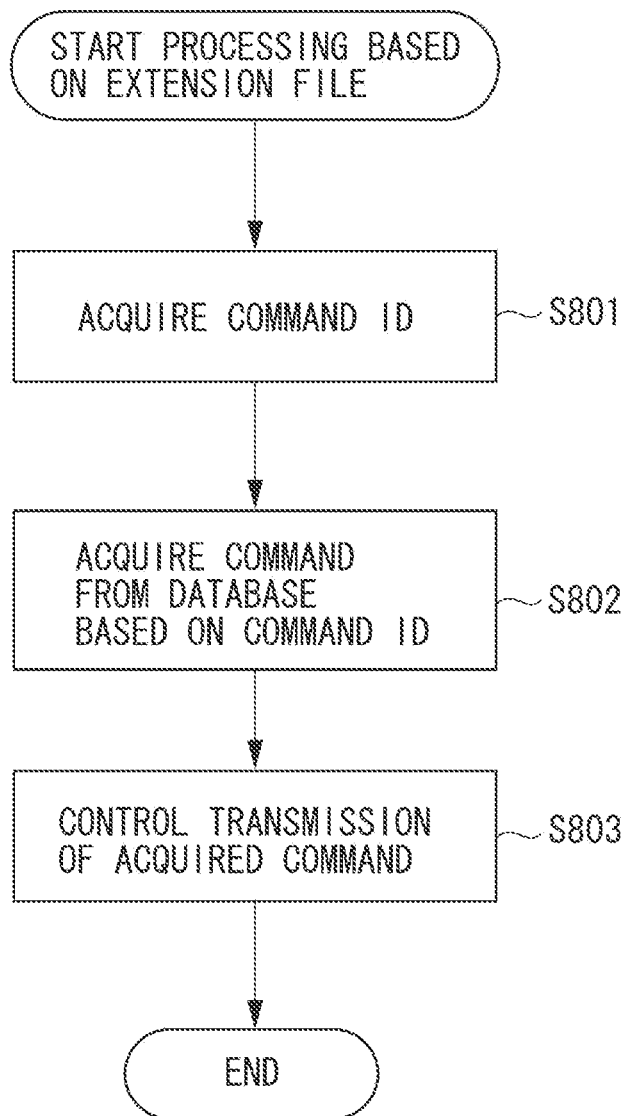 START PROCESSING BASED
ON EXTENSION FILE
ACQUIRE COMMAND ID
S801
ACQUIRE COMMAND
FROM DATABASE
BASED ON COMMAND ID
S802
CONTROL TRANSMISSION
OF ACQUIRED COMMAND
S803
END